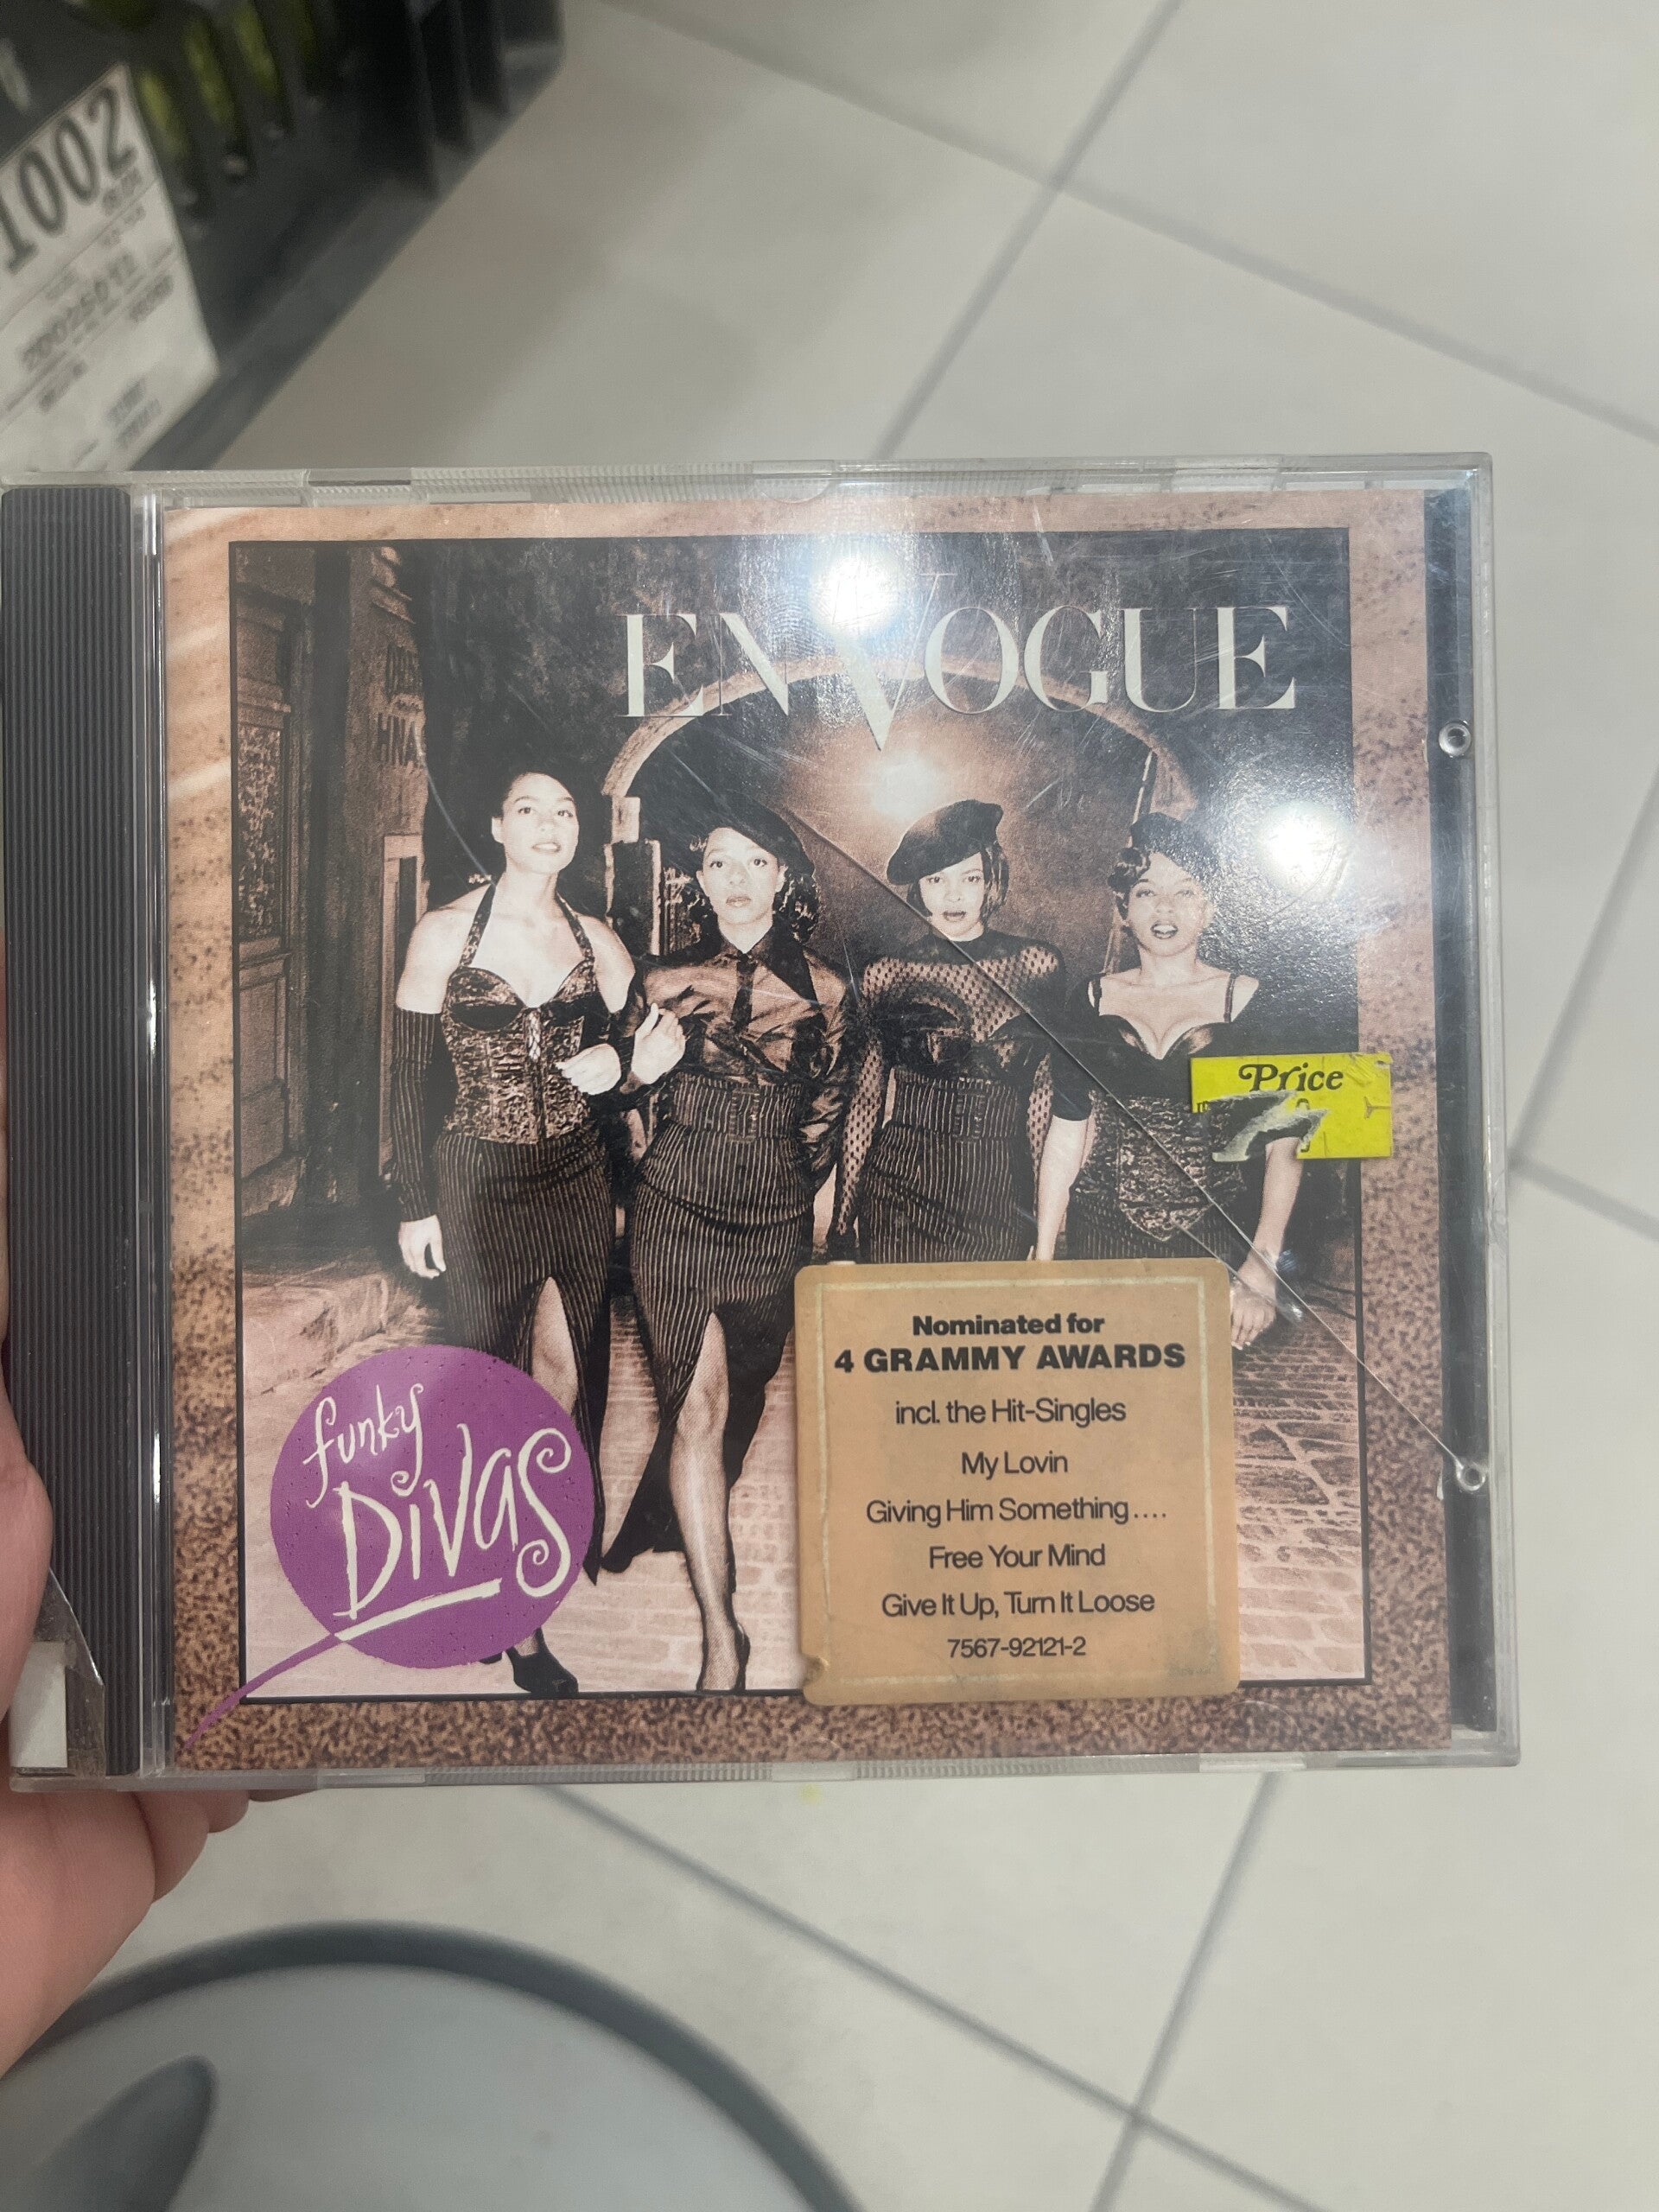 1002
EN VOGUE
Price
Nominated for
4 GRAMMY AWARDS
incl. the Hit-Singles
My Lovin
Giving Him Something....
Free Your Mind
Give It Up, Turn It Loose
7567-92121-2
funky
DIVAS